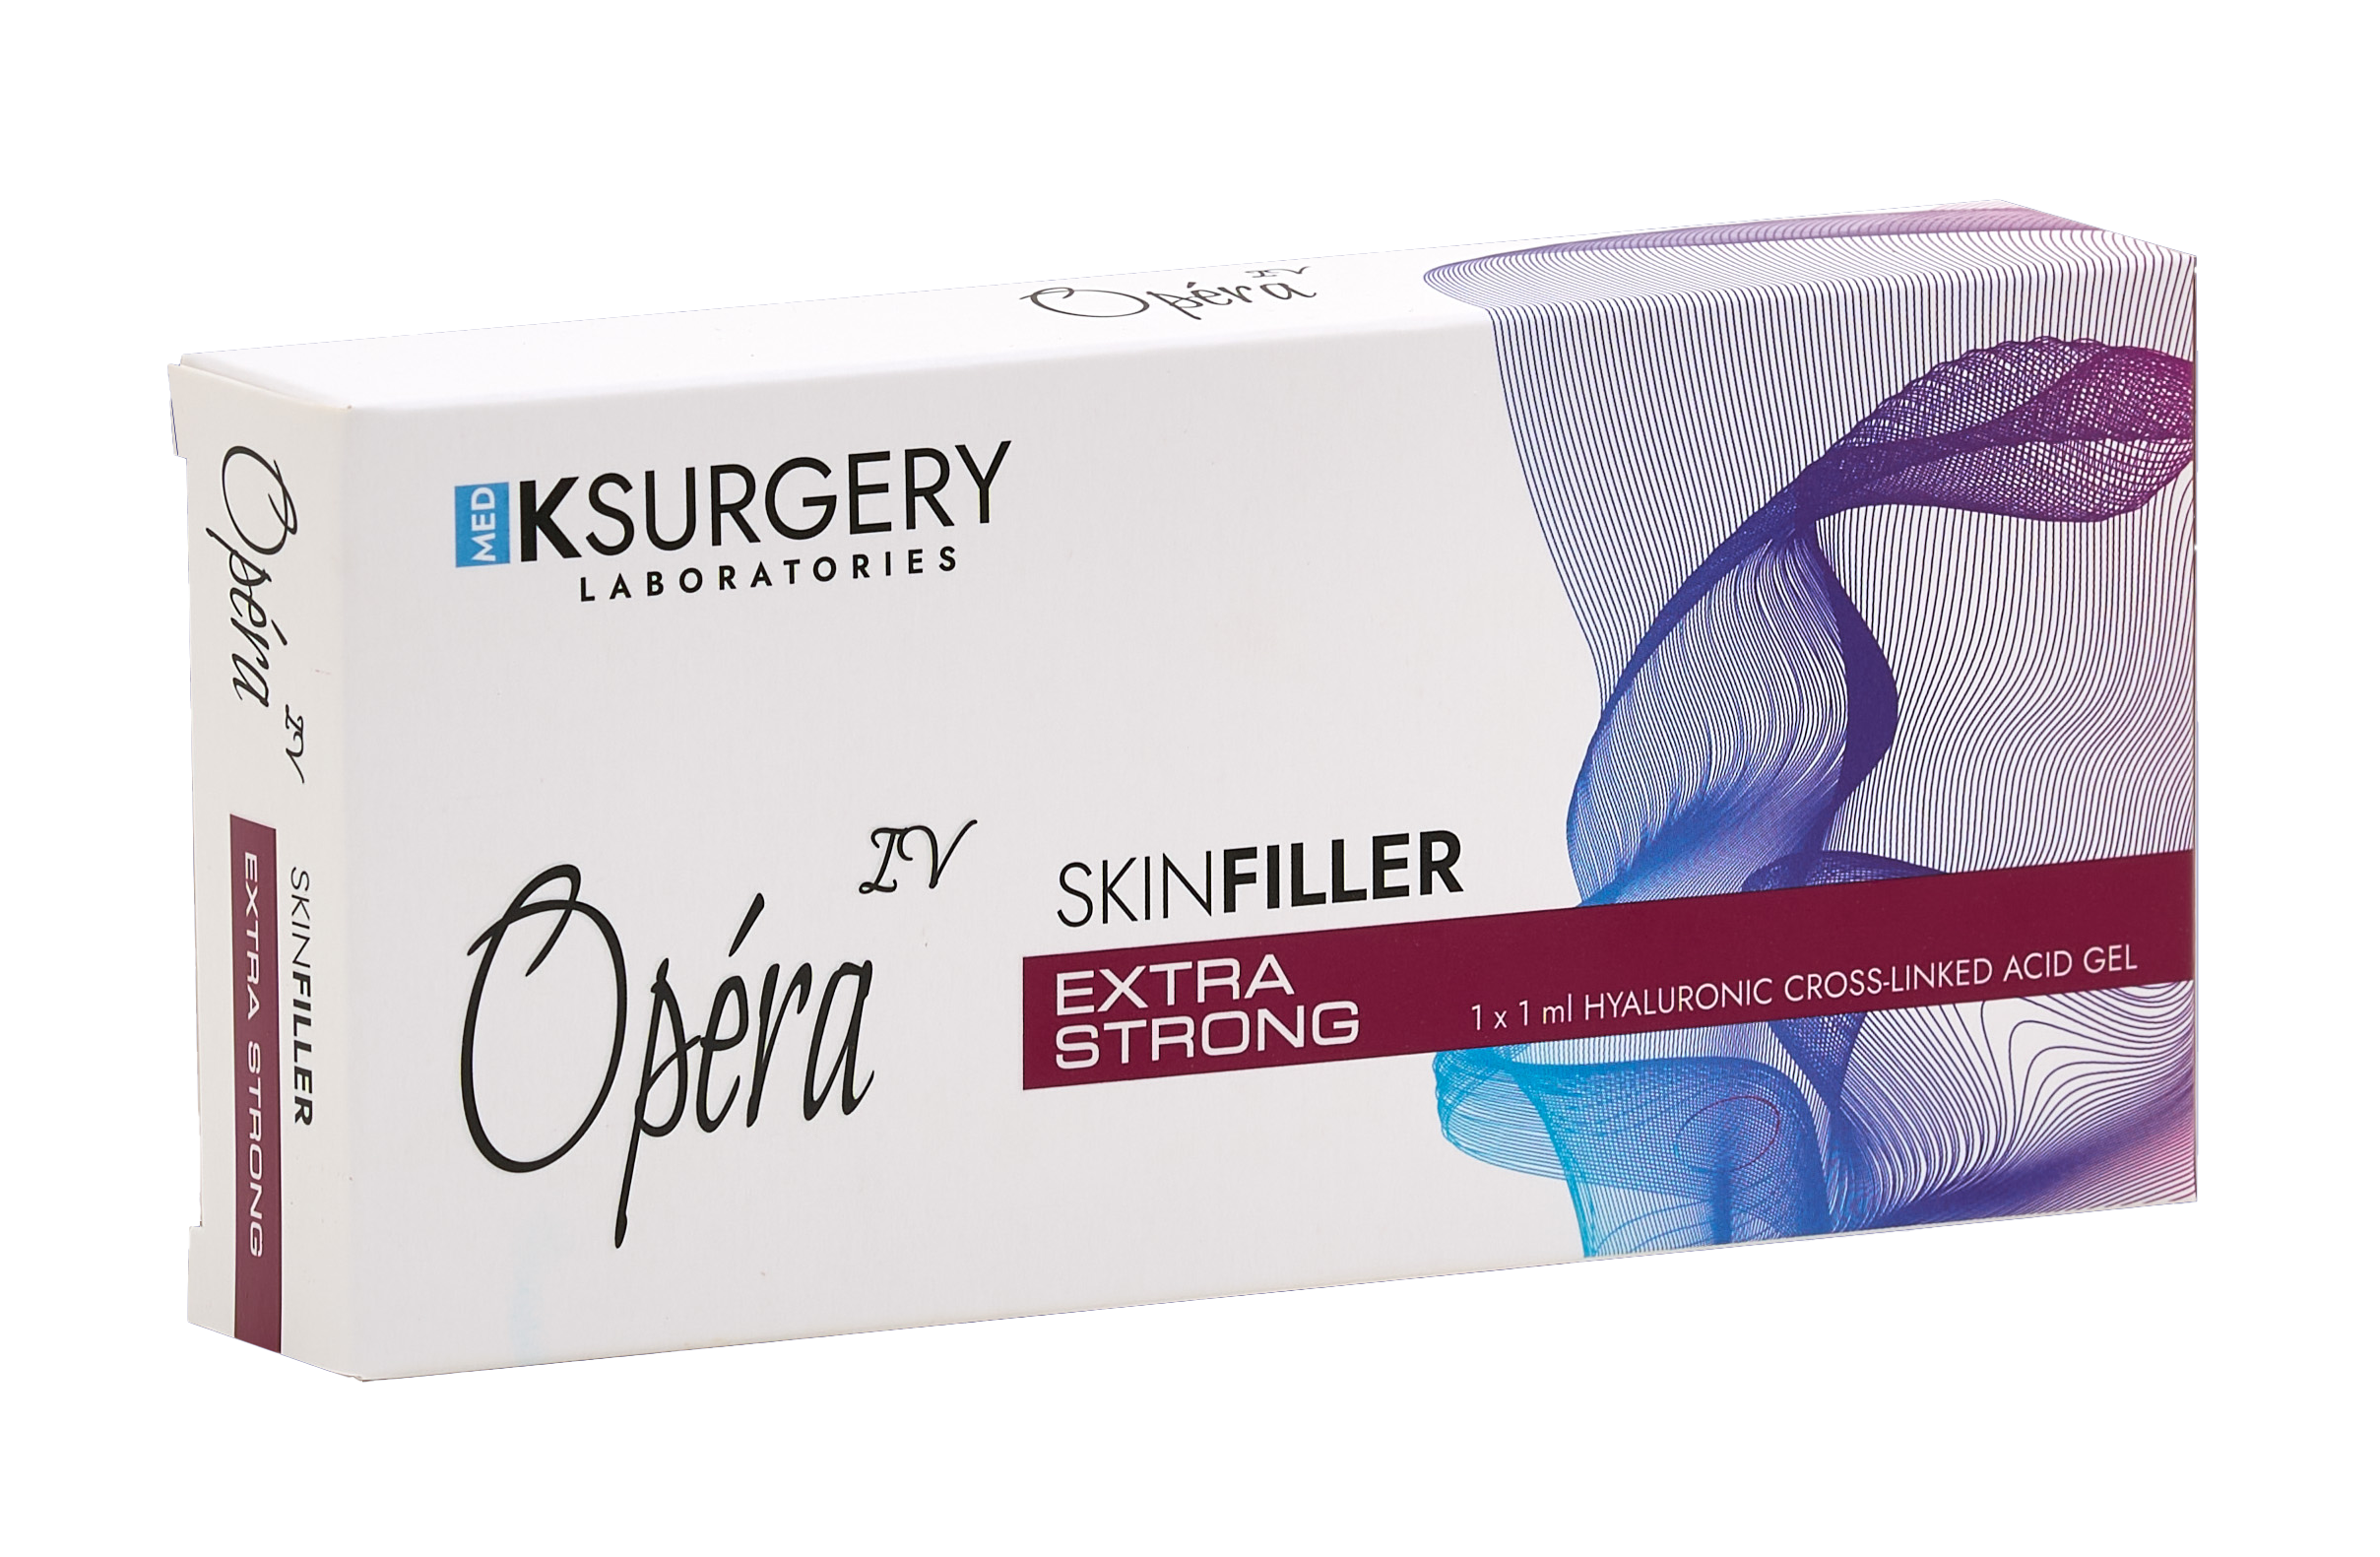 Opéra IV
MED KSURGERY
LABORATORIES
Opéra IV
SKINFILLER
EXTRA
STRONG
1 x 1 ml HYALURONIC CROSS-LINKED ACID GEL
Opéra IV
SKINFILLER
EXTRA STRONG